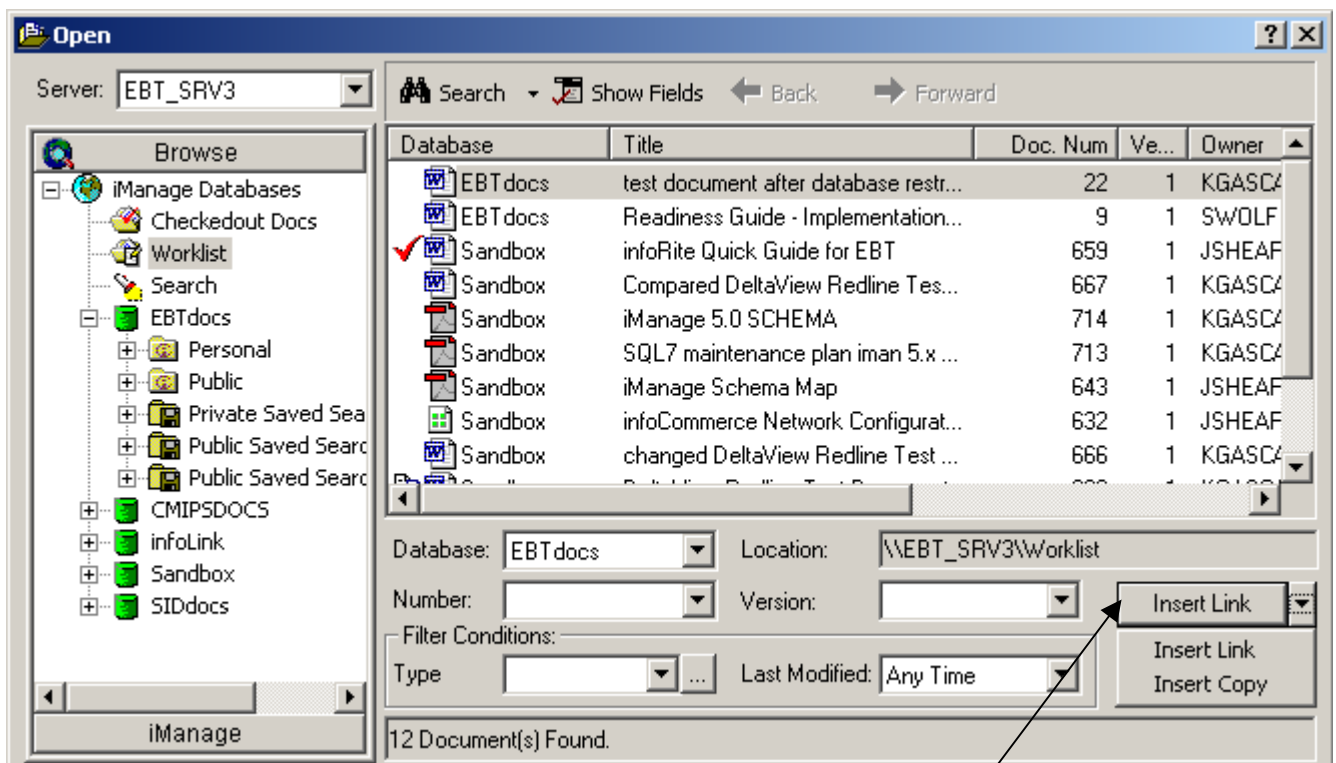 Open
Server: EBT_SRV3
Search Show Fields Back Forward
Browse
iManage Databases
Checkedout Docs
Worklist
Search
EBTdocs
Personal
Public
Private Saved Sea
Public Saved Searc
Public Saved Searc
CMIPSDOCS
infoLink
Sandbox
SIDdocs
iManage
Database Title Doc. Num Ve... Owner
EBTdocs test document after database restr... 22 1 KGASCA
EBTdocs Readiness Guide - Implementation... 9 1 SWOLF
Sandbox infoRite Quick Guide for EBT 659 1 JSHEAF
Sandbox Compared DeltaView Redline Tes... 667 1 KGASCA
Sandbox iManage 5.0 SCHEMA 714 1 KGASCA
Sandbox SQL7 maintenance plan iman 5.x ... 713 1 KGASCA
Sandbox iManage Schema Map 643 1 JSHEAF
Sandbox infoCommerce Network Configurat... 632 1 JSHEAF
Sandbox changed DeltaView Redline Test ... 666 1 KGASCA
Database: EBTdocs Location: \\EBT_SRV3\Worklist
Number: Version: Insert Link
Filter Conditions:
Type ... Last Modified: Any Time
Insert Link
Insert Copy
12 Document(s) Found.